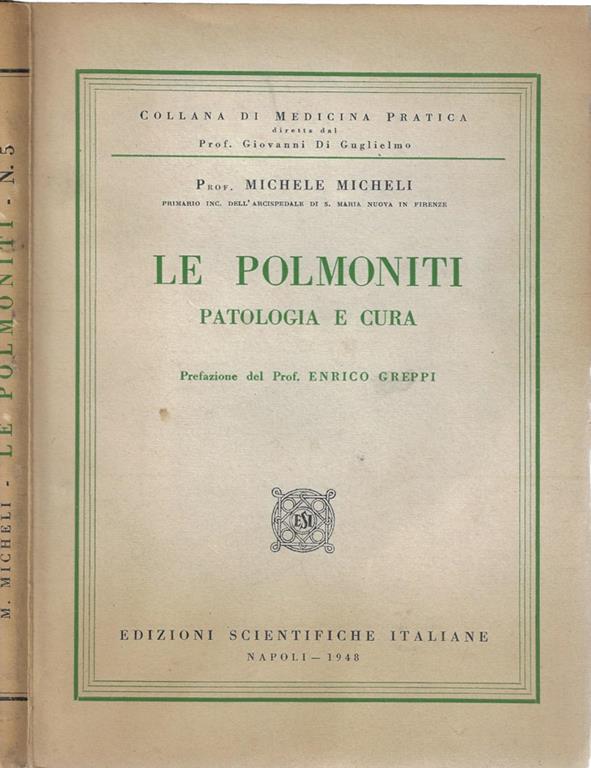 M. MICHELI - LE POLMONITI - N. 5
COLLANA DI MEDICINA PRATICA
diretta dal
Prof. Giovanni Di Guglielmo
PROF. MICHELE MICHELI
PRIMARIO INC. DELL'ARCISPEDALE DI S. MARIA NUOVA IN FIRENZE
LE POLMONITI
PATOLOGIA E CURA
Prefazione del Prof. ENRICO GREPPI
ESI
EDIZIONI SCIENTIFICHE ITALIANE
NAPOLI — 1948